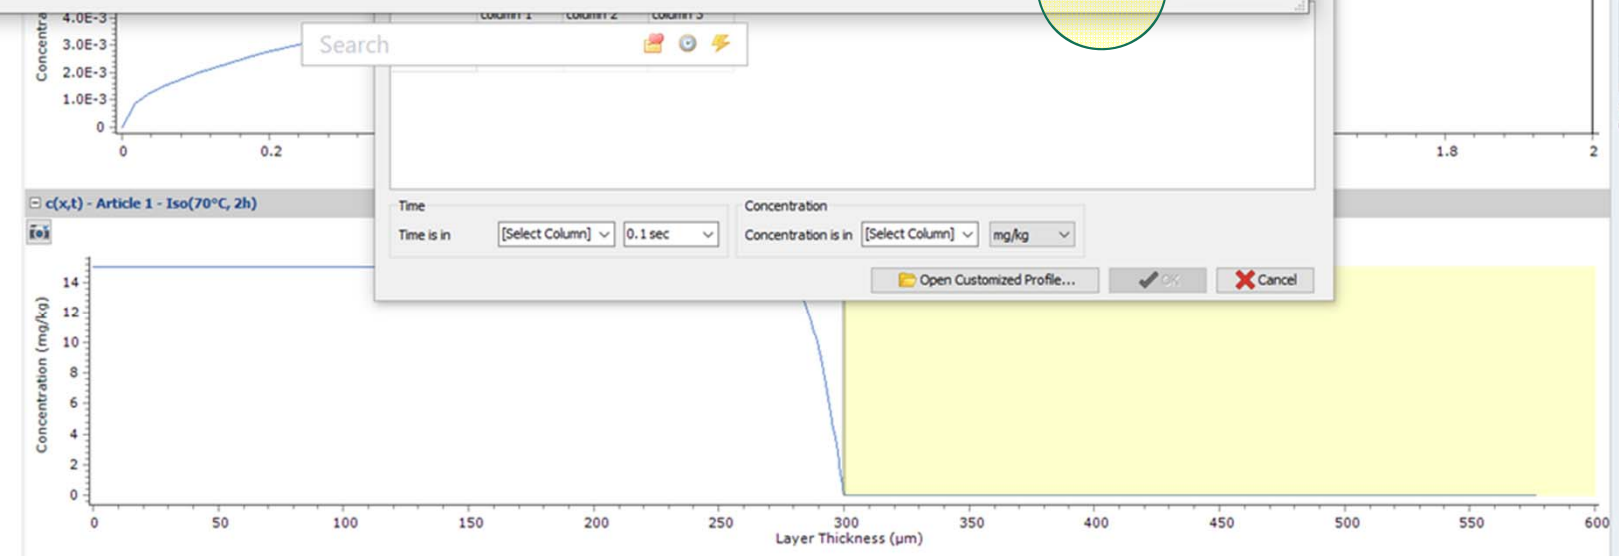 4.0E-3
3.0E-3
2.0E-3
1.0E-3
0
0 0.2 1.8 2
Search
c(x,t) - Article 1 - Iso(70°C, 2h)
Time
Time is in [Select Column] 0.1 sec
Concentration
Concentration is in [Select Column] mg/kg
Open Customized Profile... OK Cancel
Concentration (mg/kg)
14
12
10
8
6
4
2
0
0 50 100 150 200 250 300 350 400 450 500 550 600
Layer Thickness (µm)